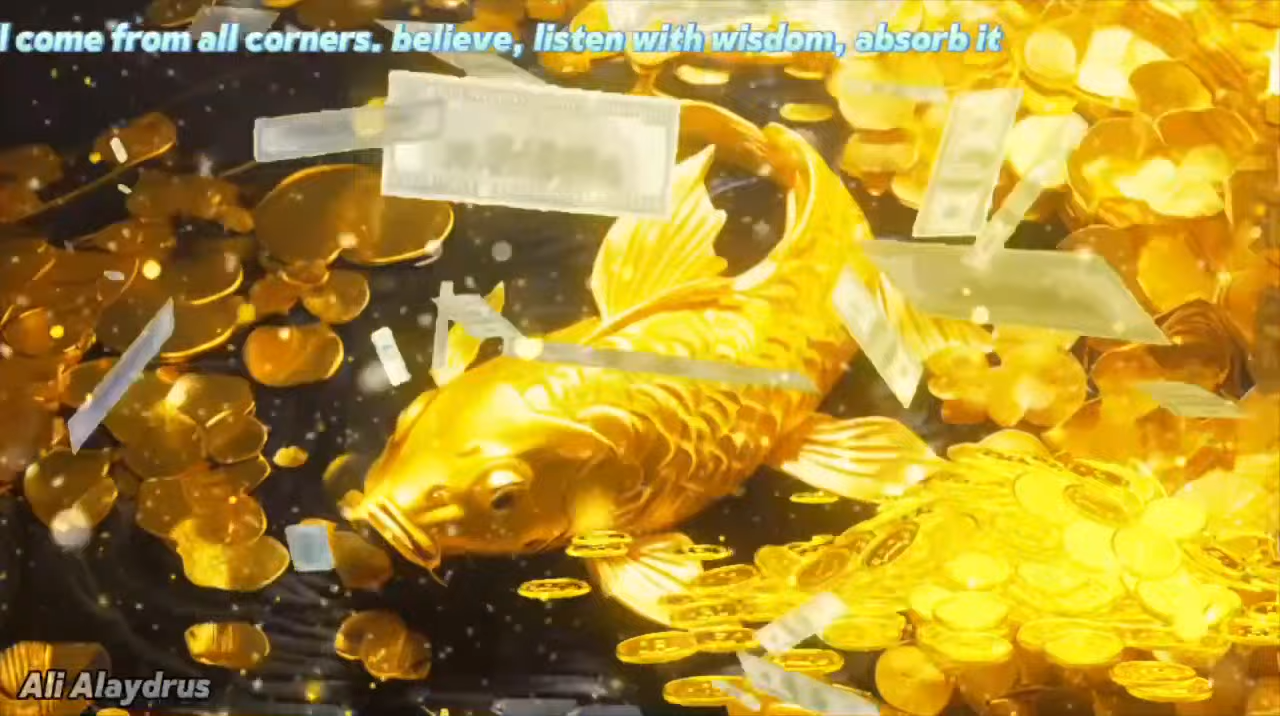 l come from all corners. believe, listen with wisdom, absorb it
Ali Alaydrus